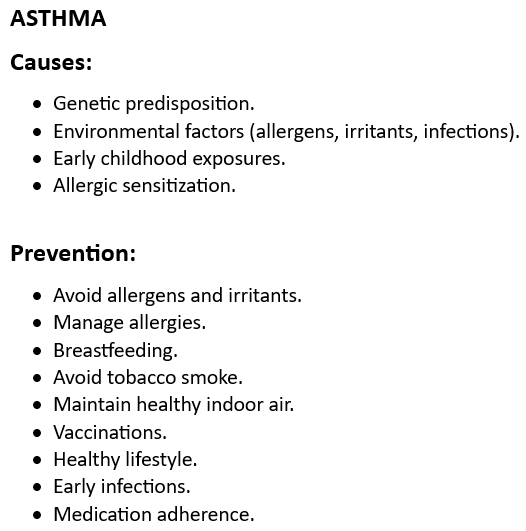 ASTHMA
Causes:
• Genetic predisposition.
• Environmental factors (allergens, irritants, infections).
• Early childhood exposures.
• Allergic sensitization.
Prevention:
• Avoid allergens and irritants.
• Manage allergies.
• Breastfeeding.
• Avoid tobacco smoke.
• Maintain healthy indoor air.
• Vaccinations.
• Healthy lifestyle.
• Early infections.
• Medication adherence.